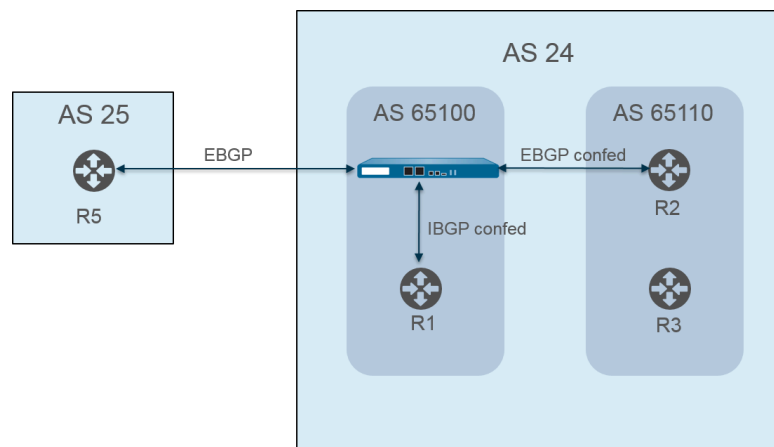 AS 24
AS 25
AS 65100
AS 65110
EBGP
EBGP confed
R5
R2
IBGP confed
R1
R3